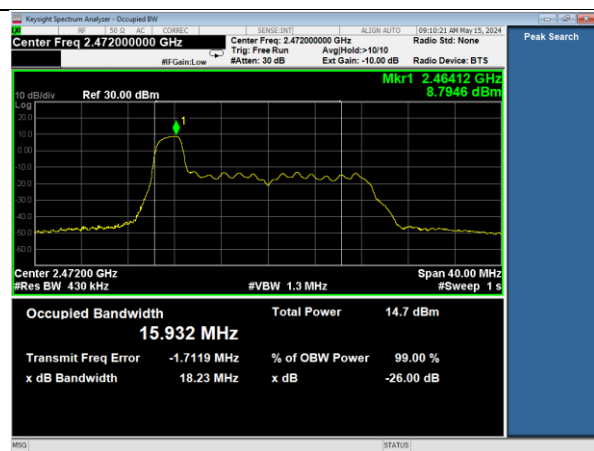 Keysight Spectrum Analyzer - Occupied BW
RF 50 Ω AC CORREC SENSE:INT ALIGN AUTO 09:10:21 AM May 15, 2024
Center Freq 2.472000000 GHz Center Freq: 2.472000000 GHz Radio Std: None
Trig: Free Run Avg|Hold:>10/10
#IFGain:Low #Atten: 30 dB Ext Gain: -10.00 dB Radio Device: BTS
Peak Search
Mkr1 2.46412 GHz
8.7946 dBm
10 dB/div Ref 30.00 dBm
Log
20.0
10.0
0.00
-10.0
-20.0
-30.0
-40.0
-50.0
-60.0
1
Center 2.47200 GHz Span 40.00 MHz
#Res BW 430 kHz #VBW 1.3 MHz #Sweep 1 s
Occupied Bandwidth Total Power 14.7 dBm
15.932 MHz
Transmit Freq Error -1.7119 MHz % of OBW Power 99.00 %
x dB Bandwidth 18.23 MHz x dB -26.00 dB
MSG STATUS